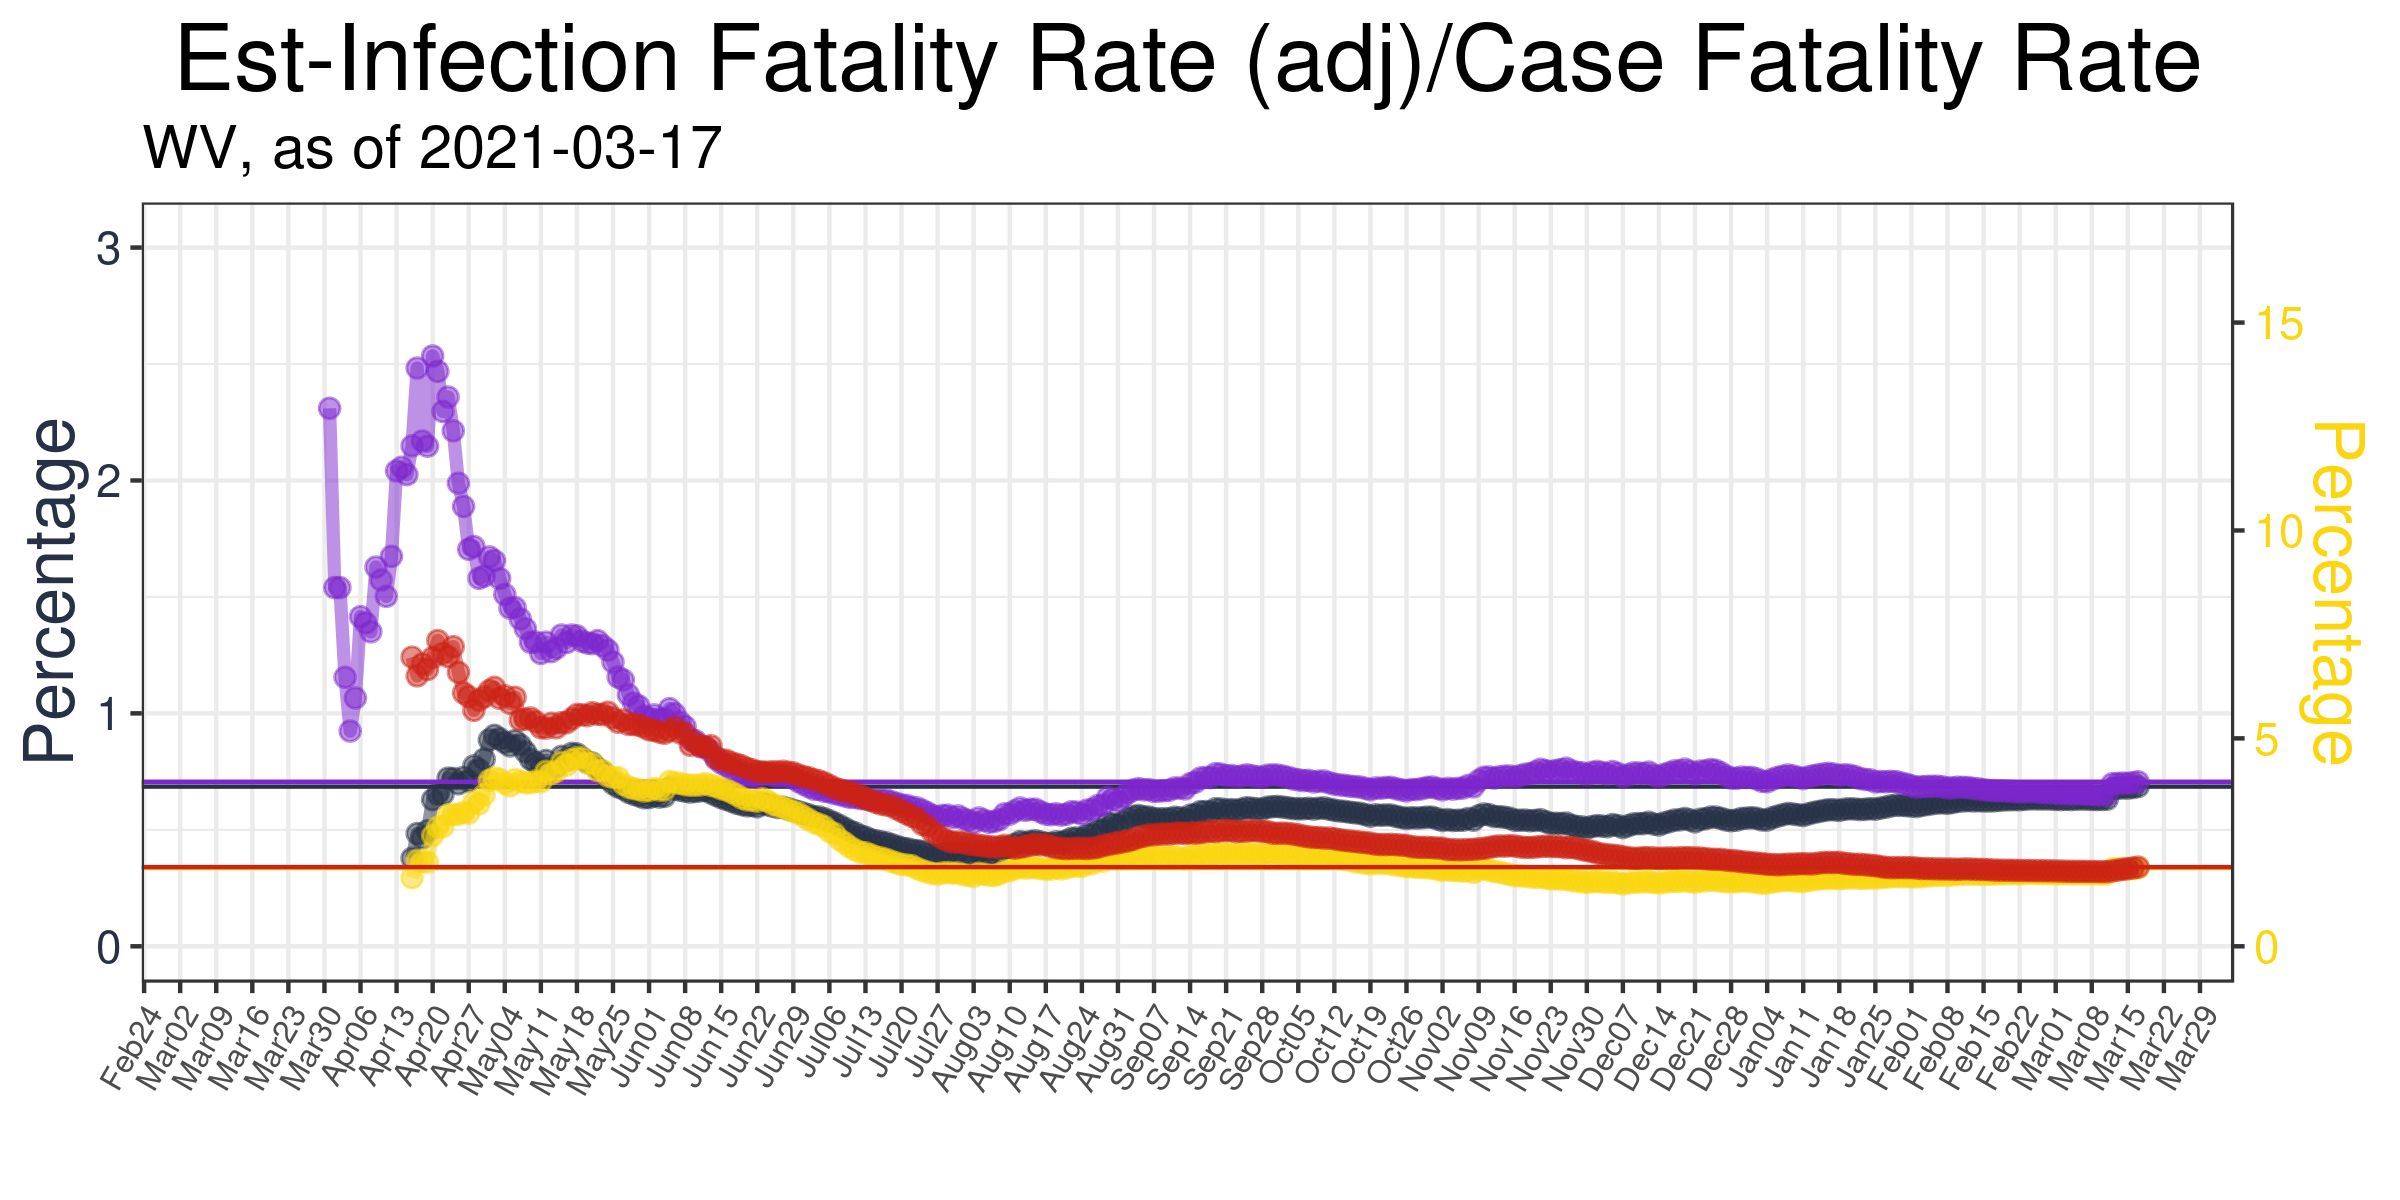 Est-Infection Fatality Rate (adj)/Case Fatality Rate
WV, as of 2021-03-17
Percentage
3
2
1
0
15
10
5
0
Percentage
Feb24
Mar02
Mar09
Mar16
Mar23
Mar30
Apr06
Apr13
Apr20
Apr27
May04
May11
May18
May25
Jun01
Jun08
Jun15
Jun22
Jun29
Jul06
Jul13
Jul20
Jul27
Aug03
Aug10
Aug17
Aug24
Aug31
Sep07
Sep14
Sep21
Sep28
Oct05
Oct12
Oct19
Oct26
Nov02
Nov09
Nov16
Nov23
Nov30
Dec07
Dec14
Dec21
Dec28
Jan04
Jan11
Jan18
Jan25
Feb01
Feb08
Feb15
Feb22
Mar01
Mar08
Mar15
Mar22
Mar29